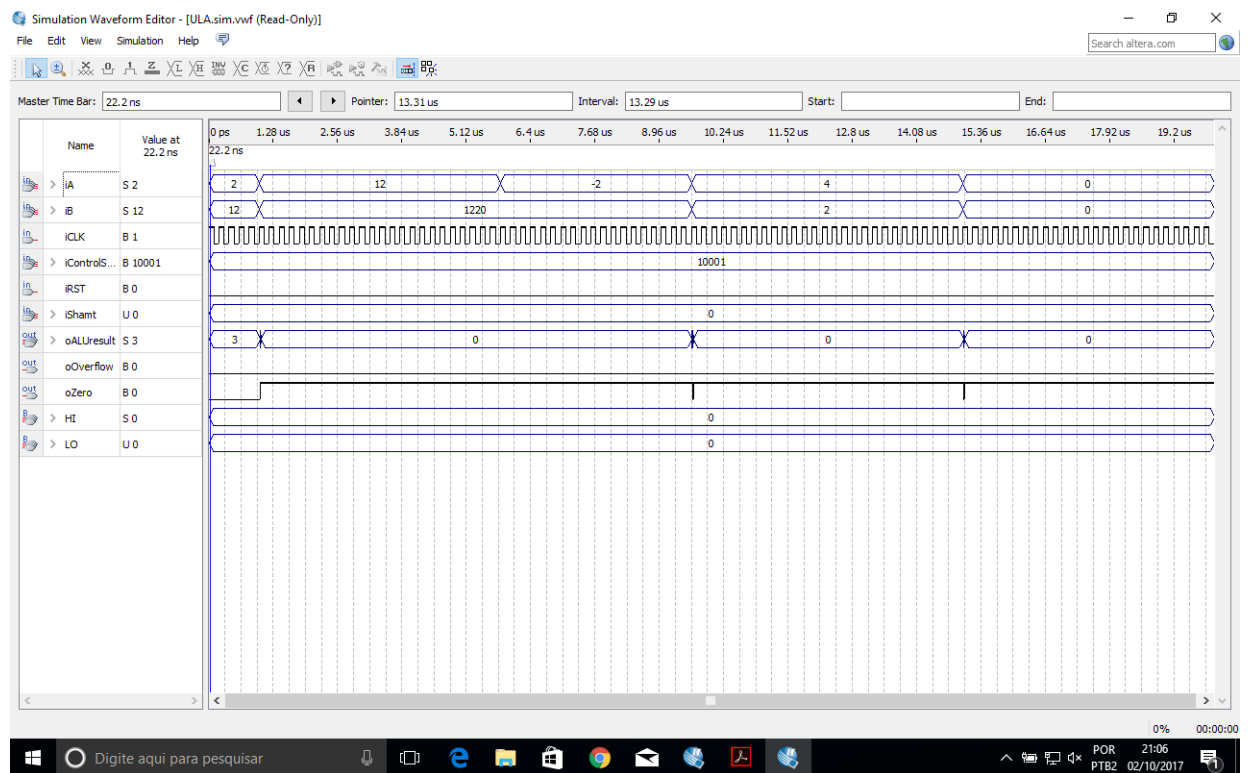 Simulation Waveform Editor - [ULA.sim.vwf (Read-Only)]
File Edit View Simulation Help
Search altera.com
Master Time Bar: 22.2 ns Pointer: 13.31 us Interval: 13.29 us Start: End:
Name Value at 22.2 ns
0 ps 1.28 us 2.56 us 3.84 us 5.12 us 6.4 us 7.68 us 8.96 us 10.24 us 11.52 us 12.8 us 14.08 us 15.36 us 16.64 us 17.92 us 19.2 us
22.2 ns
iA S 2 2 12 -2 4 0
iB S 12 12 1220 2 0
iCLK B 1
iControlS... B 10001 10001
iRST B 0
iShamt U 0 0
oALUresult S 3 3 0 0 0
oOverflow B 0
oZero B 0
HI S 0 0
LO U 0 0
0% 00:00:00
Digite aqui para pesquisar
POR 21:06
PTB2 02/10/2017